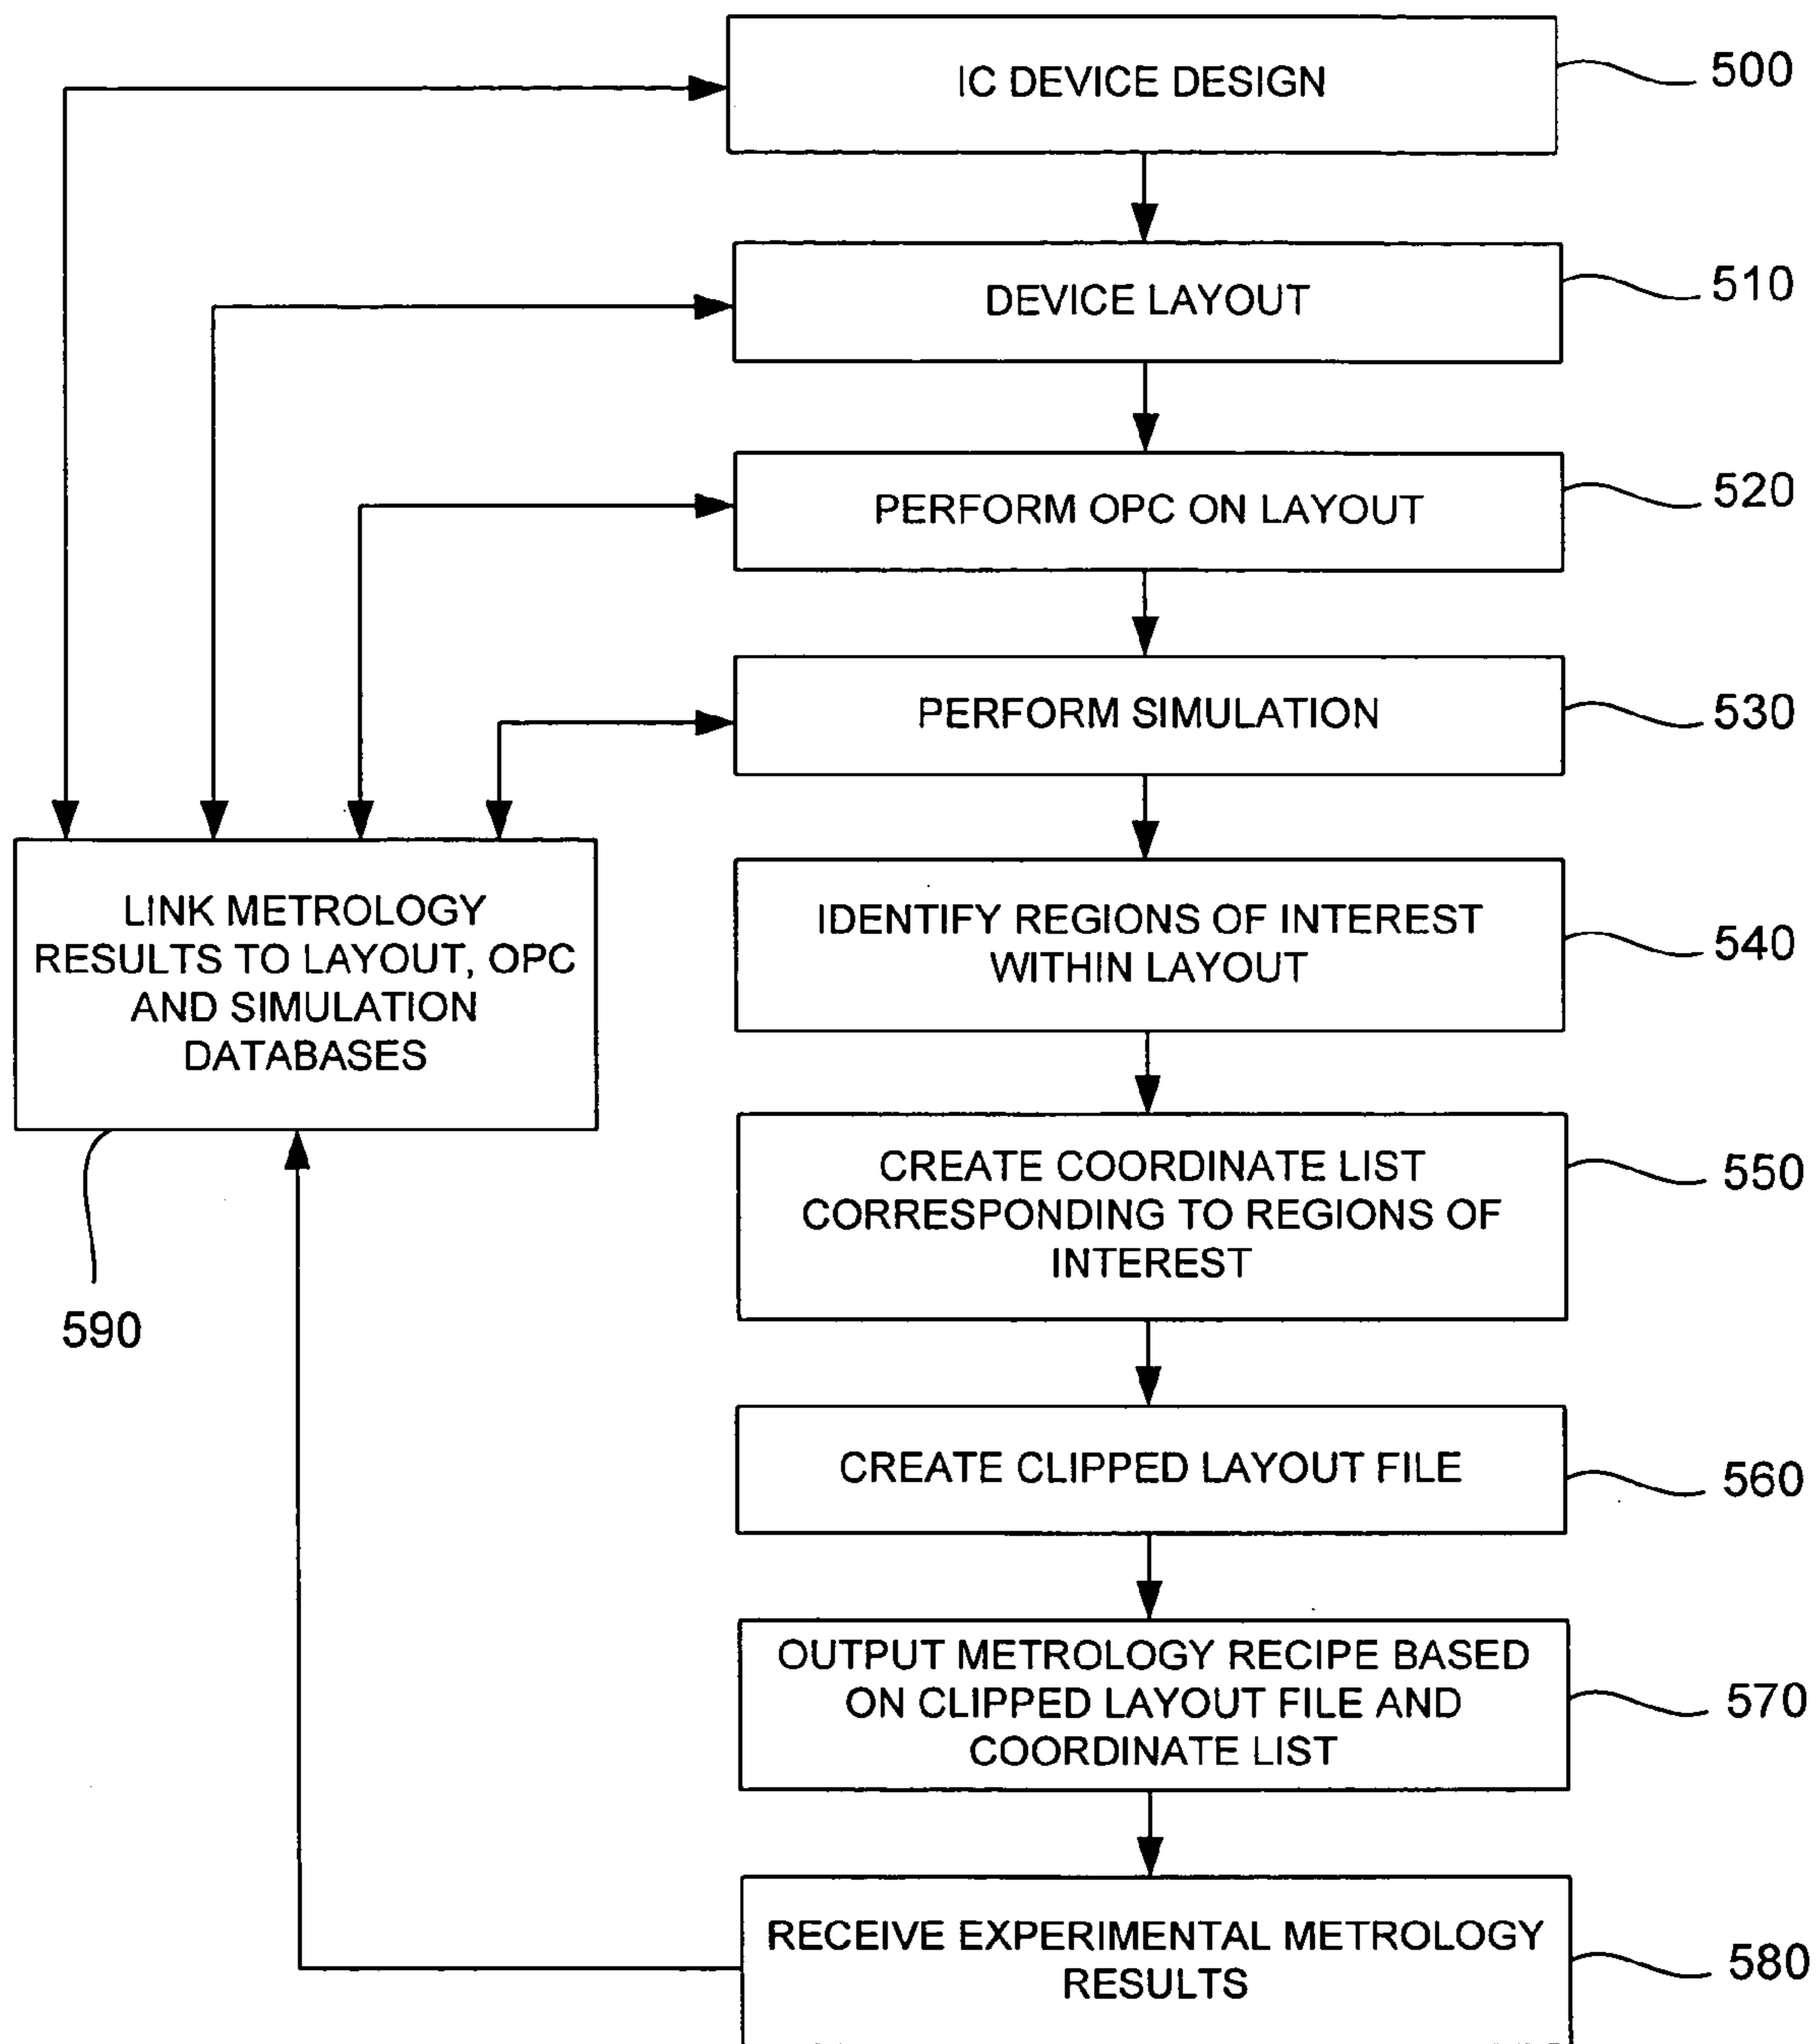 IC DEVICE DESIGN
500
DEVICE LAYOUT
510
PERFORM OPC ON LAYOUT
520
PERFORM SIMULATION
530
LINK METROLOGY
RESULTS TO LAYOUT, OPC
AND SIMULATION
DATABASES
590
IDENTIFY REGIONS OF INTEREST
WITHIN LAYOUT
540
CREATE COORDINATE LIST
CORRESPONDING TO REGIONS OF
INTEREST
550
CREATE CLIPPED LAYOUT FILE
560
OUTPUT METROLOGY RECIPE BASED
ON CLIPPED LAYOUT FILE AND
COORDINATE LIST
570
RECEIVE EXPERIMENTAL METROLOGY
RESULTS
580